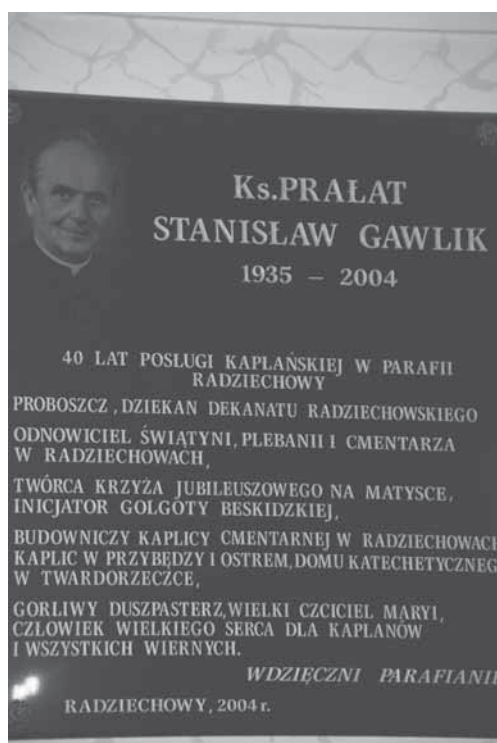 Ks.PRAŁAT
STANISŁAW GAWLIK
1935 – 2004
40 LAT POSŁUGI KAPŁAŃSKIEJ W PARAFII
RADZIECHOWY
PROBOSZCZ, DZIEKAN DEKANATU RADZIECHOWSKIEGO
ODNOWICIEL ŚWIĄTYNI, PLEBANII I CMENTARZA
W RADZIECHOWACH,
TWÓRCA KRZYŻA JUBILEUSZOWEGO NA MATYSCE,
INICJATOR GOLGOTY BESKIDZKIEJ,
BUDOWNICZY KAPLICY CMENTARNEJ W RADZIECHOWACH
KAPLIC W PRZYBĘDZY I OSTREM, DOMU KATECHETYCZNEG
W TWARDORZECZCE,
GORLIWY DUSZPASTERZ, WIELKI CZCICIEL MARYI,
CZŁOWIEK WIELKIEGO SERCA DLA KAPŁANÓW
I WSZYSTKICH WIERNYCH.
WDZIĘCZNI PARAFIANIE
RADZIECHOWY, 2004 r.